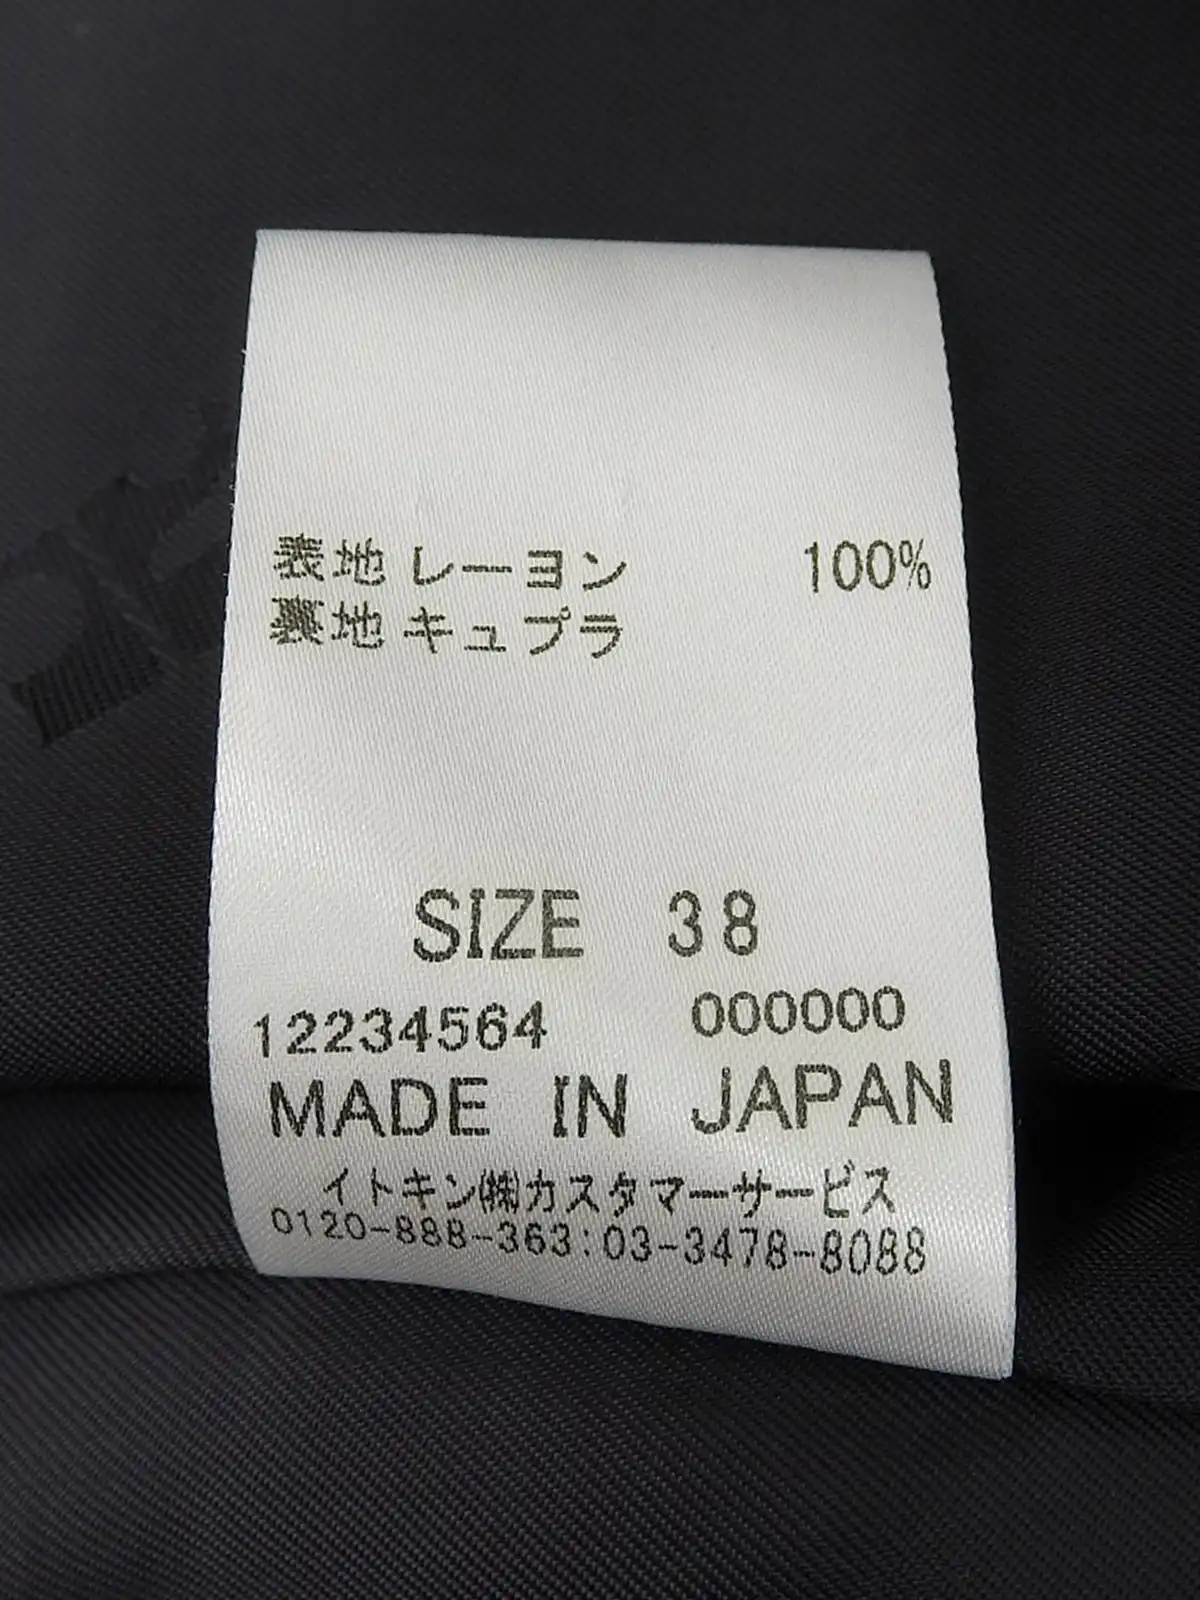 表地 レーヨン 100%
裏地 キュプラ
SIZE 38
12234564 000000
MADE IN JAPAN
イトキン㈱カスタマーサービス
0120-888-363:03-3478-8088